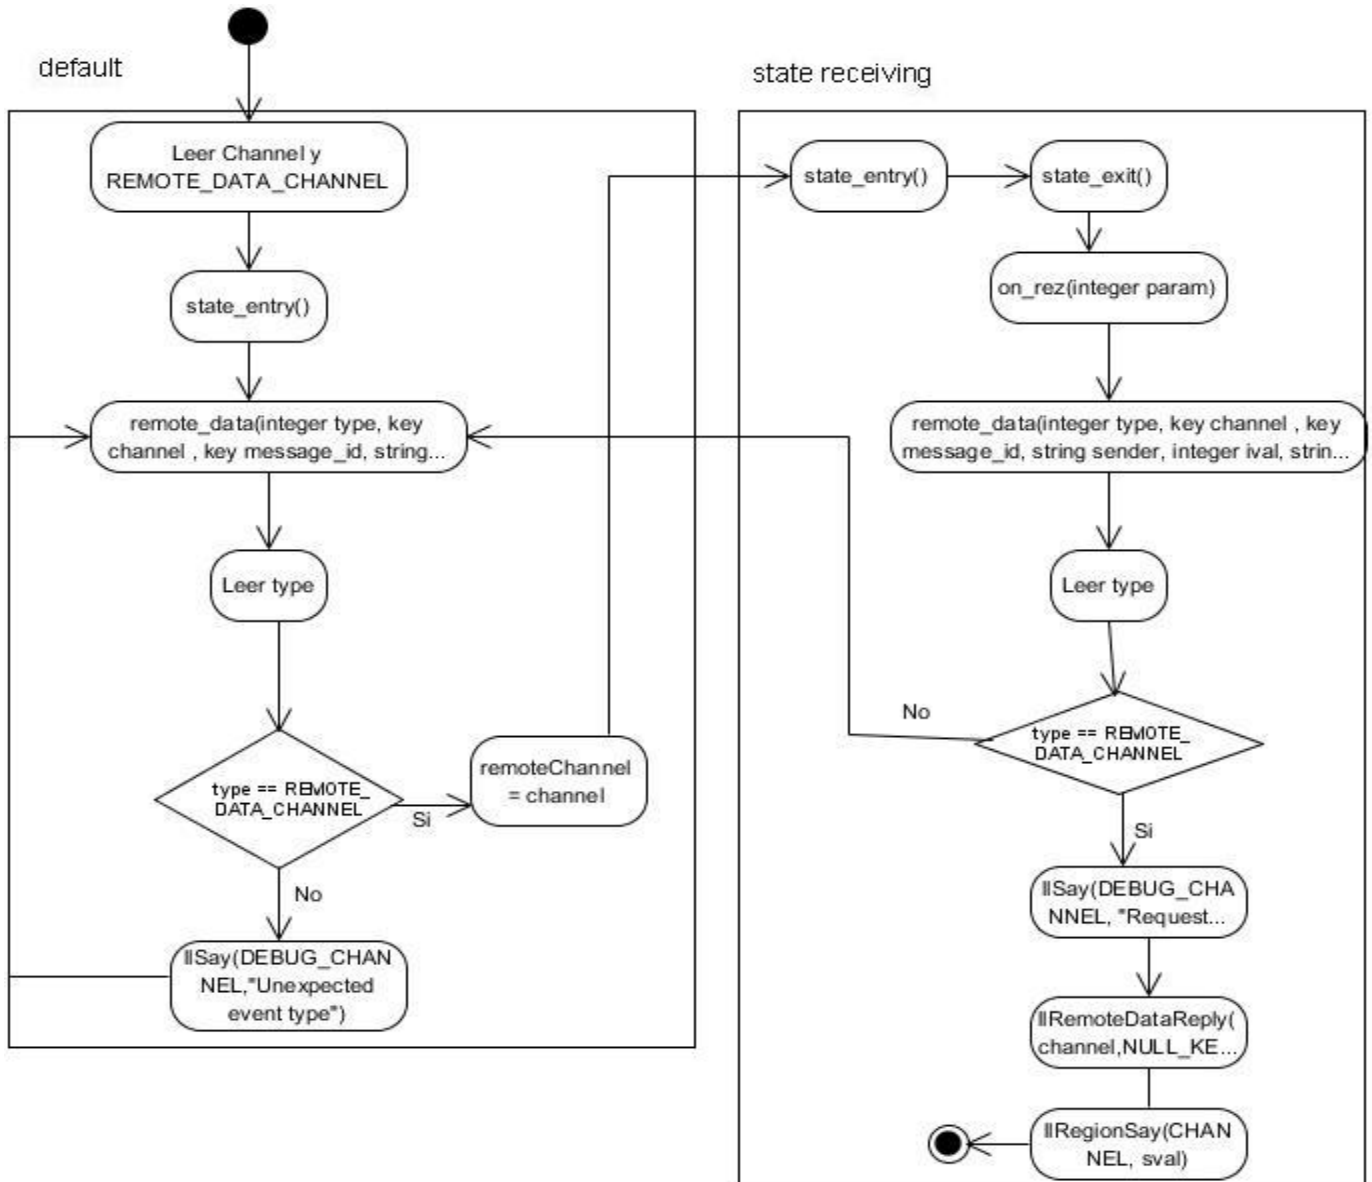 default
Leer Channel y
REMOTE_DATA_CHANNEL
state_entry()
remote_data(integer type, key
channel , key message_id, string...
Leer type
type == REMOTE_
DATA_CHANNEL
Si
remoteChannel
= channel
No
llSay(DEBUG_CHAN
NEL,"Unexpected
event type")
state receiving
state_entry()
state_exit()
on_rez(integer param)
remote_data(integer type, key channel , key
message_id, string sender, integer ival, strin...
Leer type
No
type == REMOTE_
DATA_CHANNEL
Si
llSay(DEBUG_CHA
NNEL, "Request...
llRemoteDataReply(
channel,NULL_KE...
llRegionSay(CHAN
NEL, sval)